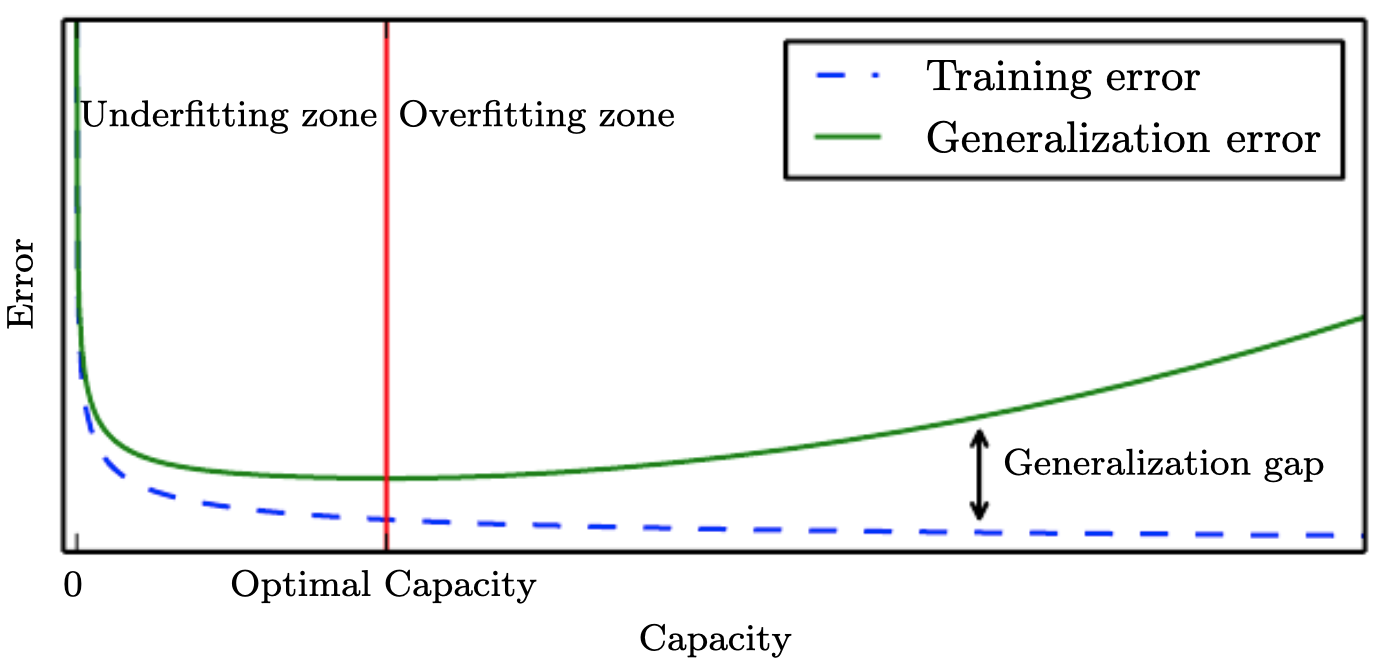 Training error
Generalization error
Underfitting zone
Overfitting zone
Error
Generalization gap
0
Optimal Capacity
Capacity